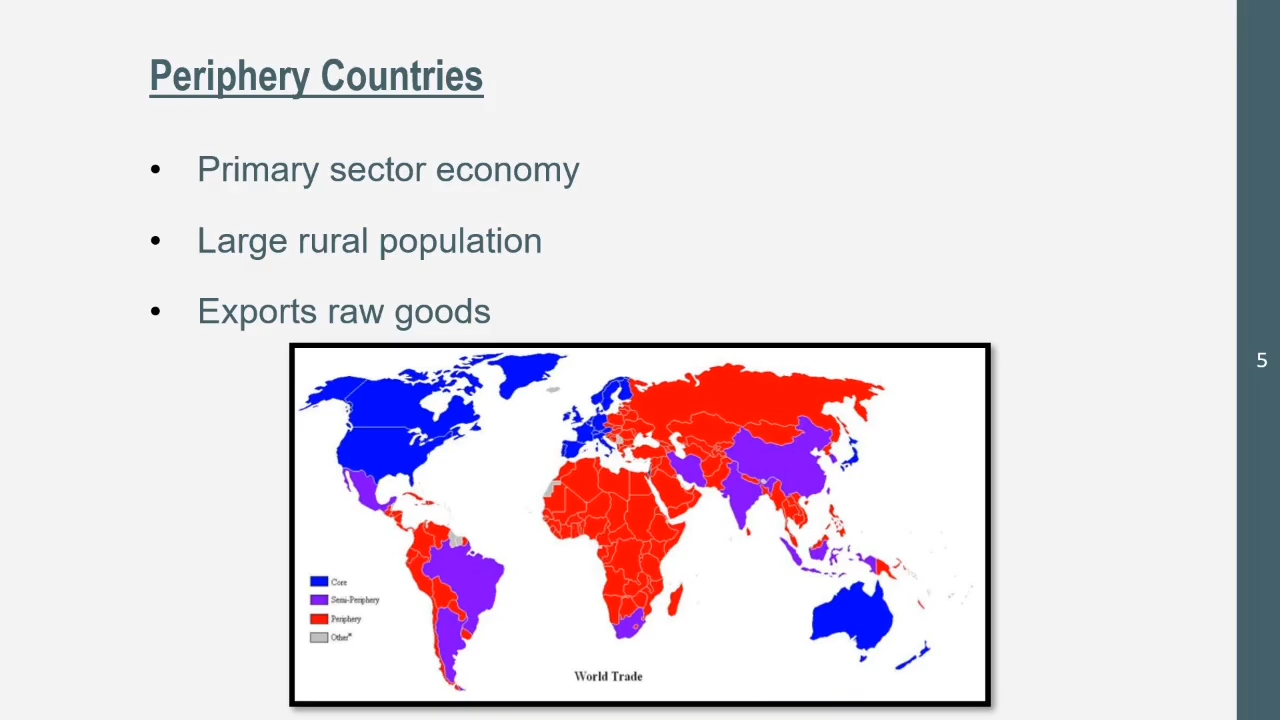 Periphery Countries
• Primary sector economy
• Large rural population
• Exports raw goods
5
Core
Semi-Periphery
Periphery
Other*
World Trade